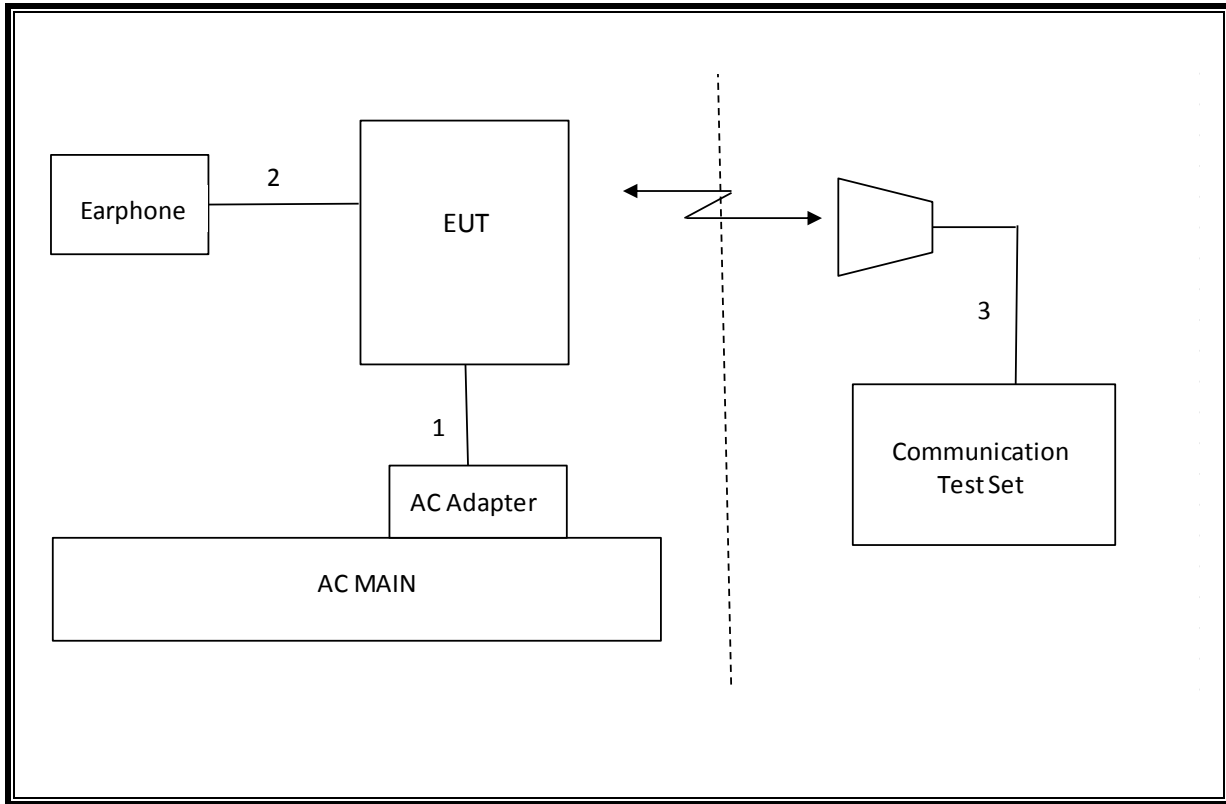 2
Earphone
EUT
3
1
Communication
Test Set
AC Adapter
AC MAIN